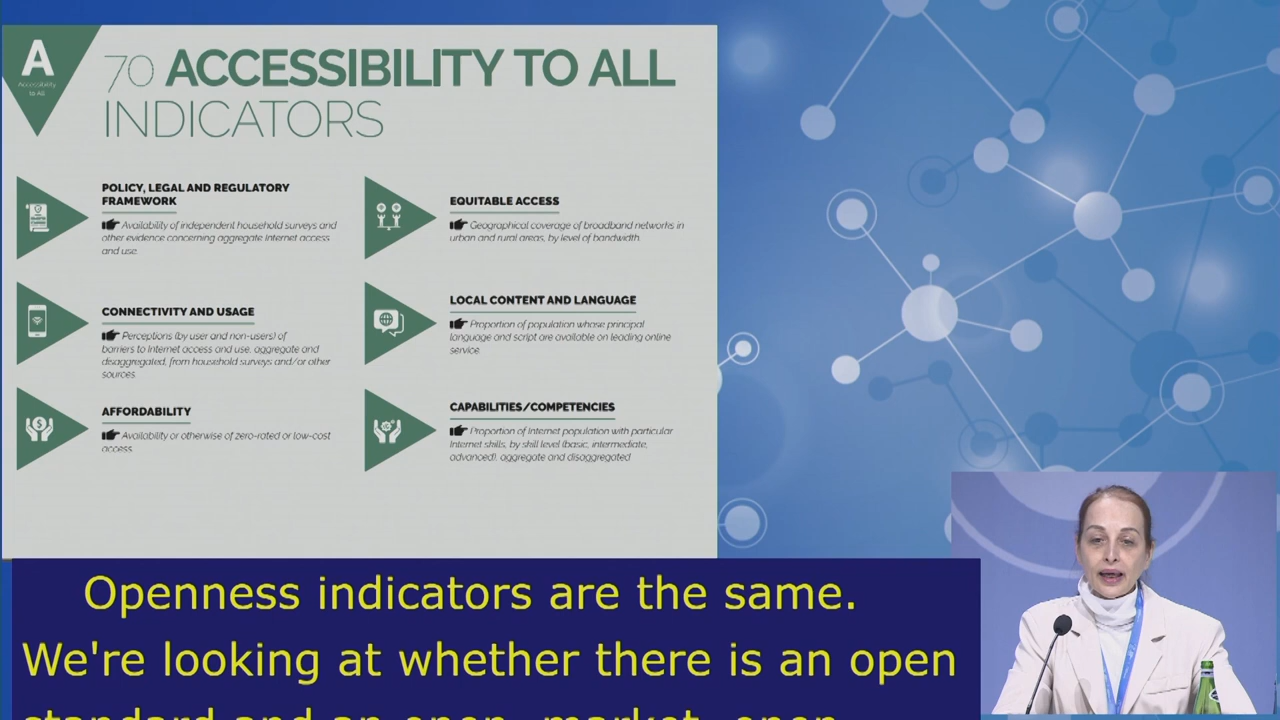 A
Accessibility
to All
70 ACCESSIBILITY TO ALL
INDICATORS
POLICY, LEGAL AND REGULATORY
FRAMEWORK
Availability of independent household surveys and
other evidence concerning aggregate Internet access
and use.
CONNECTIVITY AND USAGE
Perceptions (by user and non-users) of
barriers to Internet access and use, aggregate and
disaggregated, from household surveys and/or other
sources.
AFFORDABILITY
Availability or otherwise of zero-rated or low-cost
access.
EQUITABLE ACCESS
Geographical coverage of broadband networks in
urban and rural areas, by level of bandwidth.
LOCAL CONTENT AND LANGUAGE
Proportion of population whose principal
language and script are available on leading online
service.
CAPABILITIES/COMPETENCIES
Proportion of Internet population with particular
Internet skills, by skill level (basic, intermediate,
advanced), aggregate and disaggregated
Openness indicators are the same.
We're looking at whether there is an open
standard and an open market, open